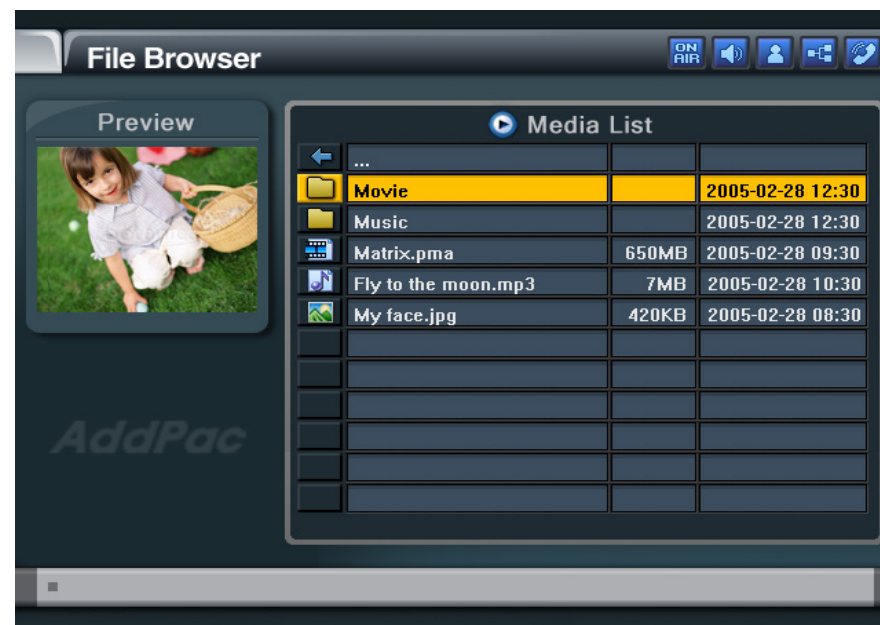 File Browser
ON AIR
Preview
Media List
...
Movie 2005-02-28 12:30
Music 2005-02-28 12:30
Matrix.pma 650MB 2005-02-28 09:30
Fly to the moon.mp3 7MB 2005-02-28 10:30
My face.jpg 420KB 2005-02-28 08:30
AddPac